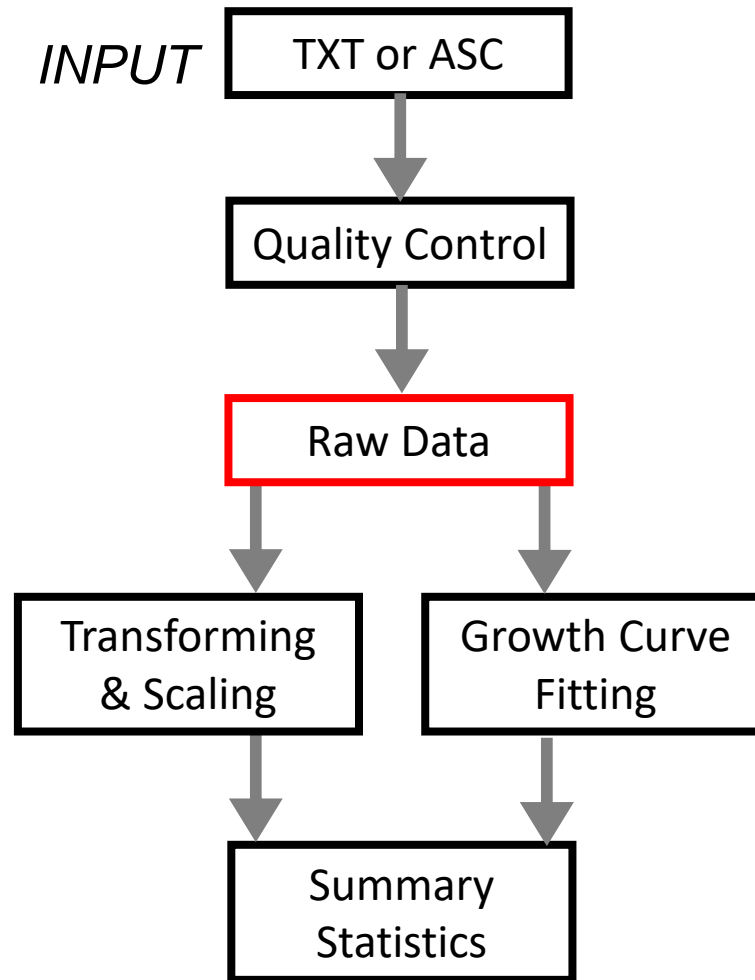 INPUT
TXT or ASC
Quality Control
Raw Data
Transforming
& Scaling
Growth Curve
Fitting
Summary
Statistics